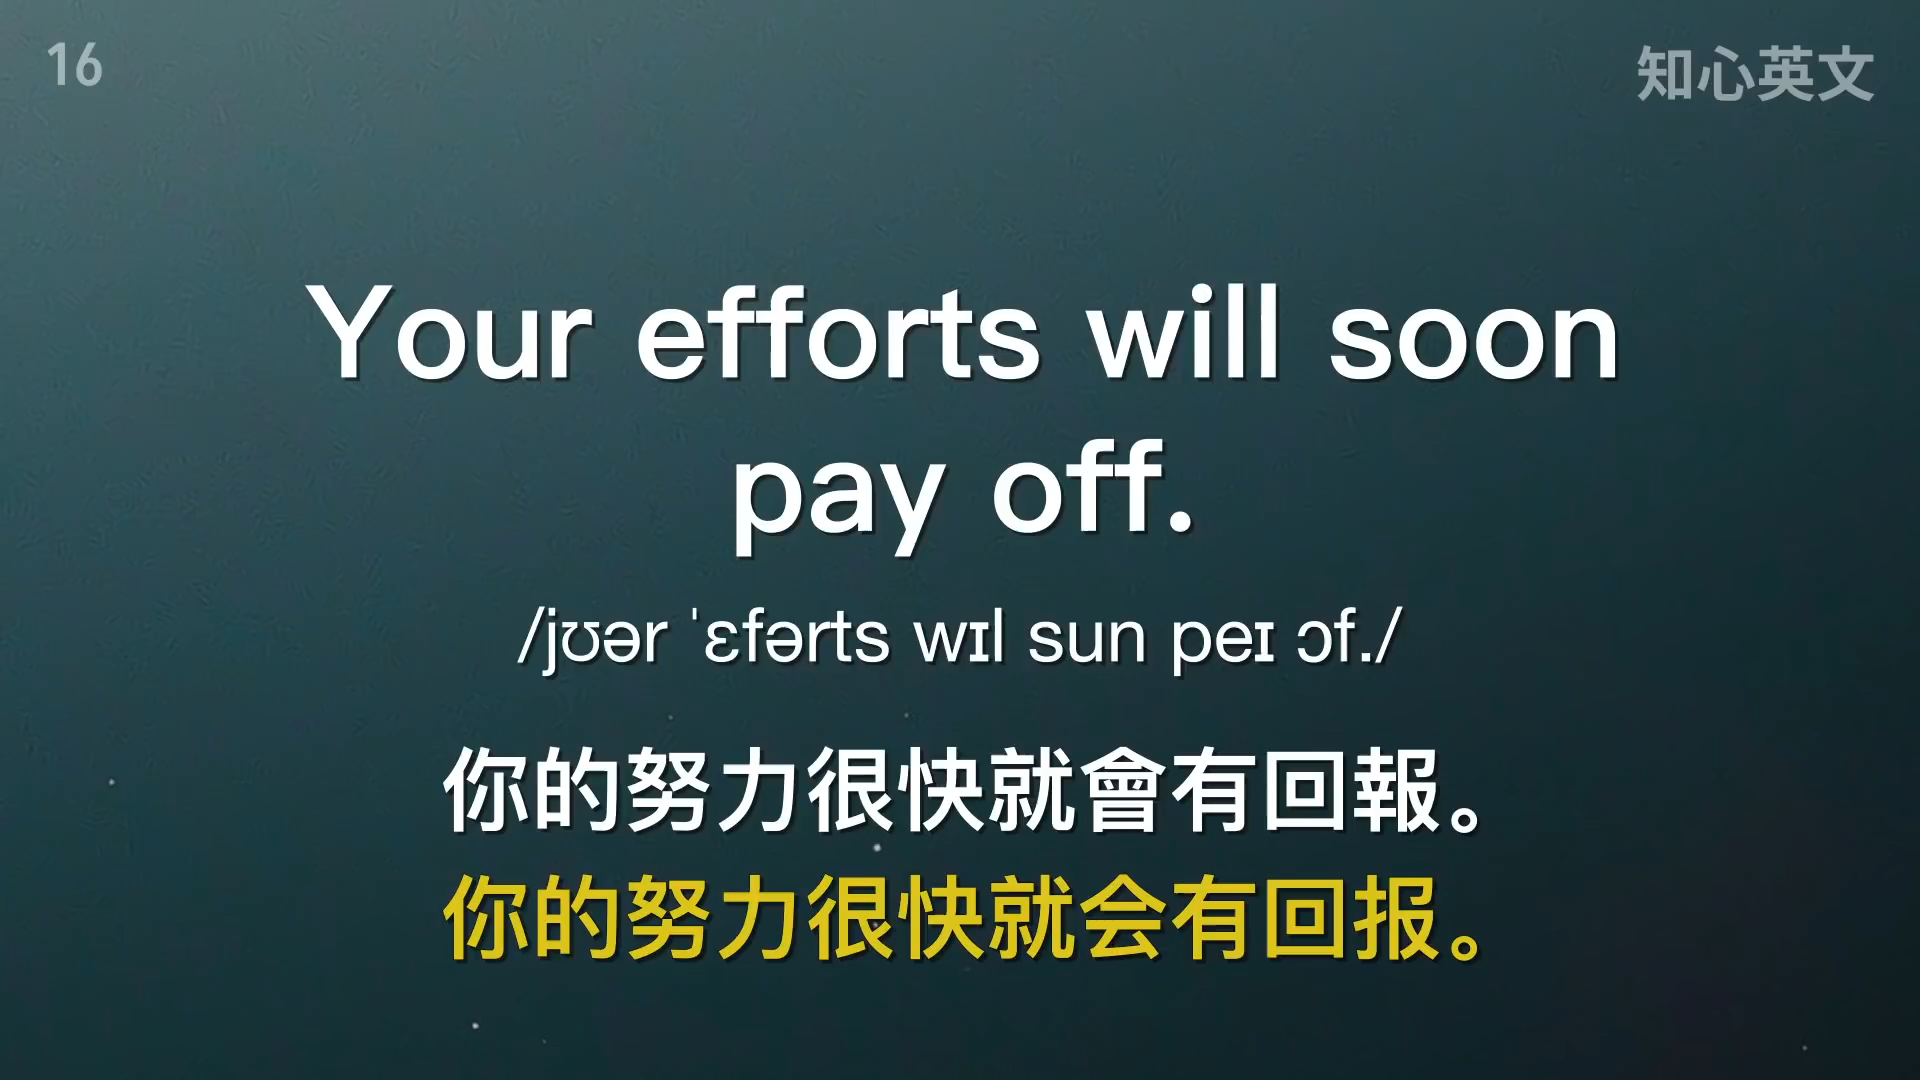 16
知心英文
Your efforts will soon
pay off.
/jʊər ˈɛfərts wɪl sun peɪ ɔf./
你的努力很快就會有回報。
你的努力很快就会有回报。